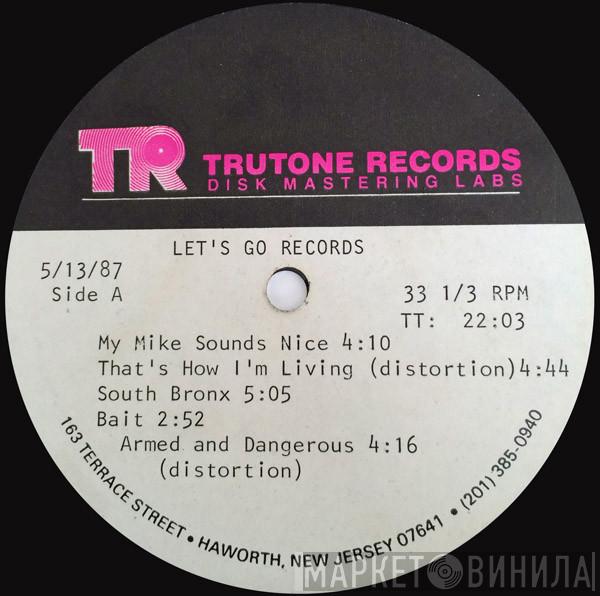 TR TRUTONE RECORDS
DISK MASTERING LABS
LET'S GO RECORDS
5/13/87
Side A
33 1/3 RPM
TT: 22:03
My Mike Sounds Nice 4:10
That's How I'm Living (distortion)4:44
South Bronx 5:05
Bait 2:52
Armed and Dangerous 4:16
(distortion)
163 TERRACE STREET • HAWORTH, NEW JERSEY 07641 • (201) 385-0940
МАРКЕТ ВИНИЛА